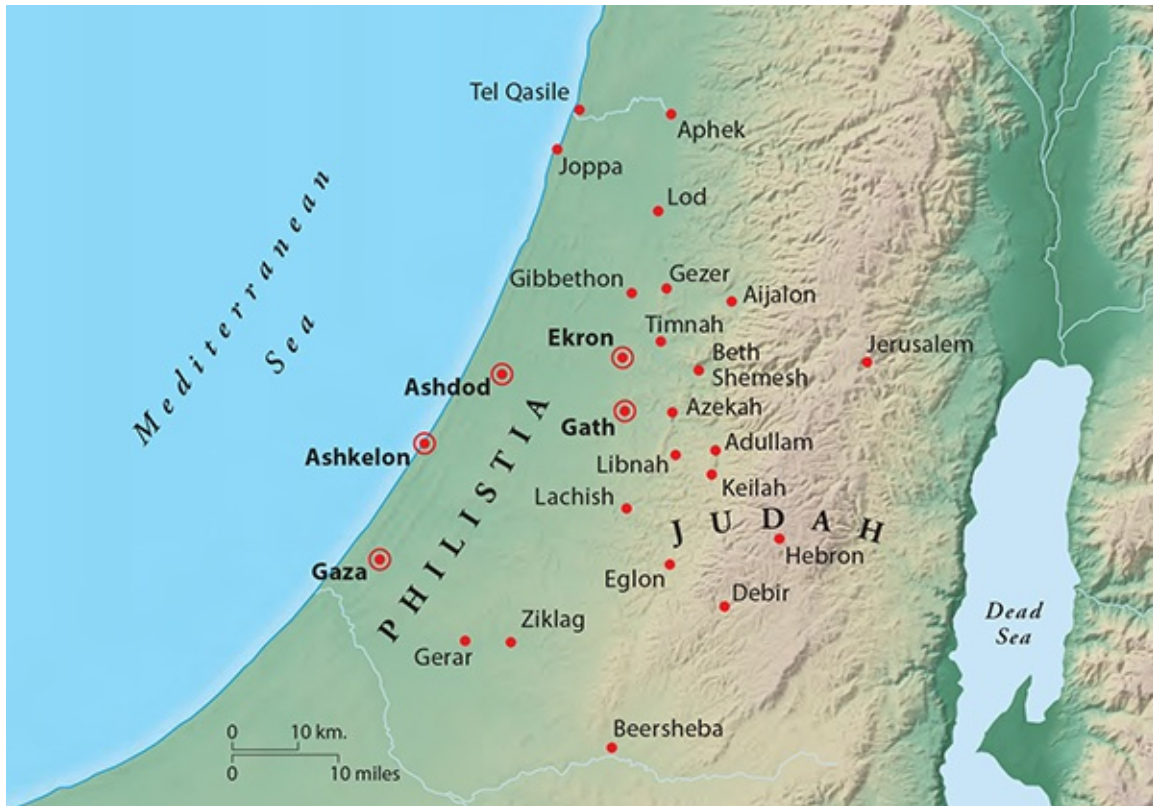 Tel Qasile
Aphek
Joppa
Lod
Mediterranean
Sea
Gibbethon
Gezer
Aijalon
Timnah
Ekron
Beth
Shemesh
Jerusalem
Ashdod
Azekah
Gath
Adullam
Ashkelon
Libnah
Keilah
Lachish
PHILISTIA
JUDAH
Hebron
Gaza
Eglon
Debir
Dead
Sea
Ziklag
Gerar
Beersheba
0 10 km.
0 10 miles